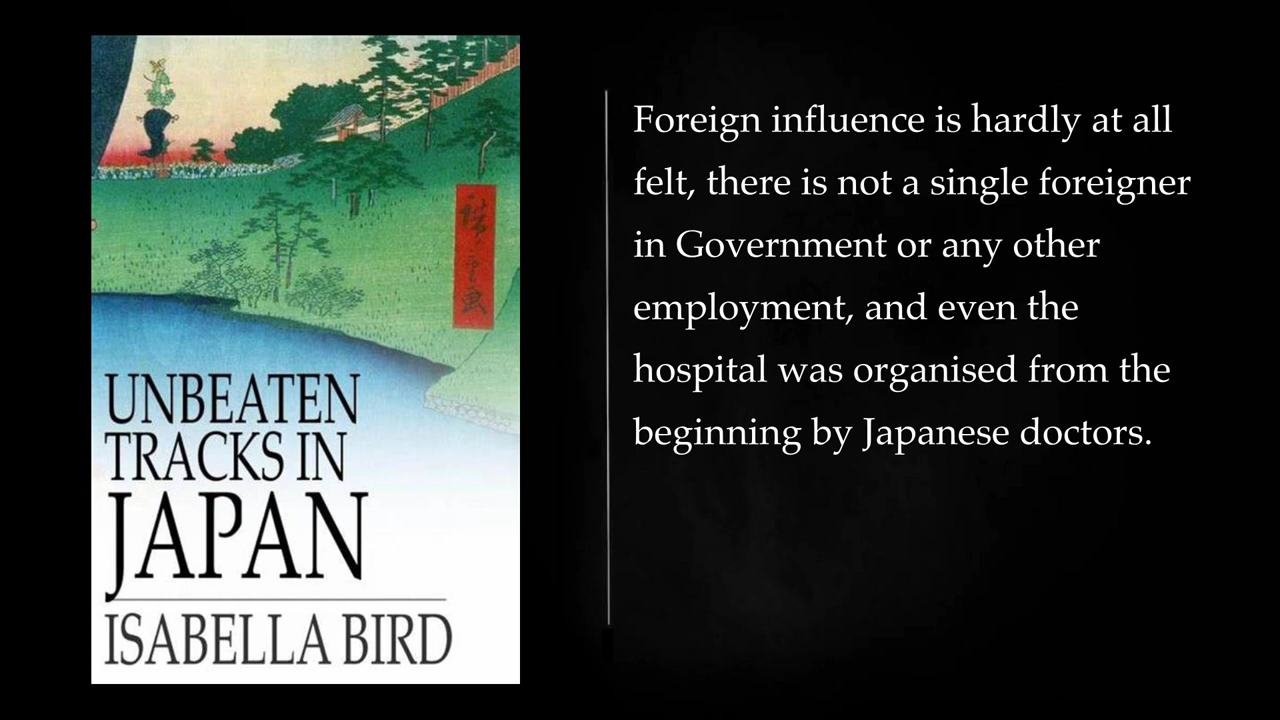 UNBEATEN
TRACKS IN
JAPAN
ISABELLA BIRD
Foreign influence is hardly at all
felt, there is not a single foreigner
in Government or any other
employment, and even the
hospital was organised from the
beginning by Japanese doctors.